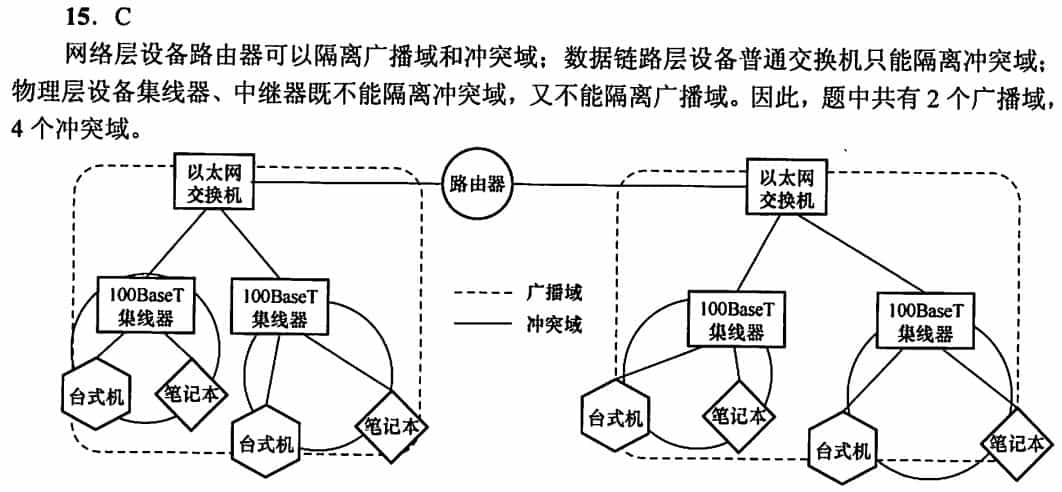 15. C
网络层设备路由器可以隔离广播域和冲突域；数据链路层设备普通交换机只能隔离冲突域；
物理层设备集线器、中继器既不能隔离冲突域，又不能隔离广播域。因此，题中共有 2 个广播域，
4 个冲突域。
以太网
交换机
路由器
以太网
交换机
100BaseT
集线器
100BaseT
集线器
广播域
冲突域
100BaseT
集线器
100BaseT
集线器
台式机
笔记本
台式机
笔记本
台式机
笔记本
台式机
笔记本